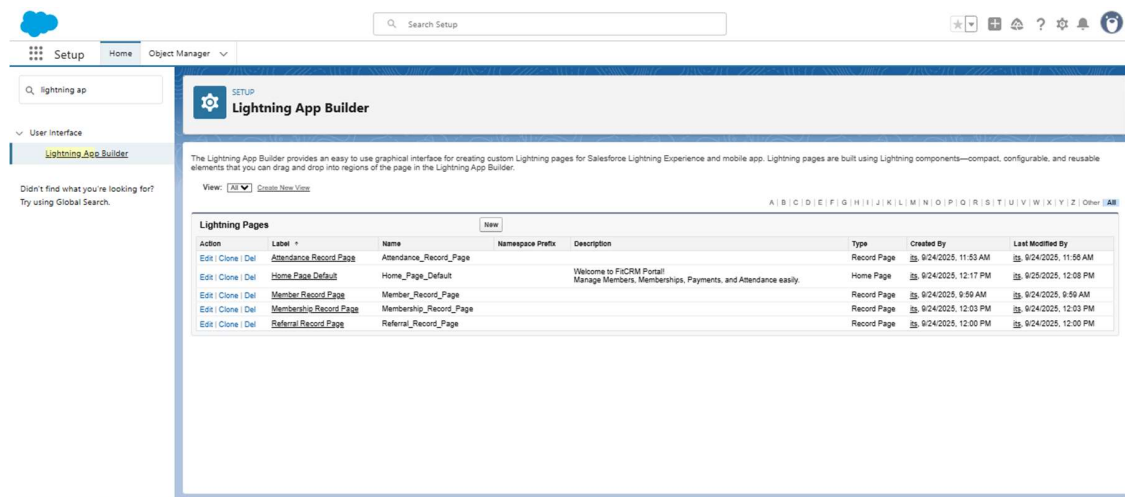 Search Setup
Setup Home Object Manager
lightning ap
User Interface
Lightning App Builder
Didn't find what you're looking for?
Try using Global Search.
SETUP
Lightning App Builder
The Lightning App Builder provides an easy to use graphical interface for creating custom Lightning pages for Salesforce Lightning Experience and mobile app. Lightning pages are built using Lightning components—compact, configurable, and reusable
elements that you can drag and drop into regions of the page in the Lightning App Builder.
View: All Create New View
A | B | C | D | E | F | G | H | I | J | K | L | M | N | O | P | Q | R | S | T | U | V | W | X | Y | Z | Other | All
Lightning Pages New
Action Label ↑ Name Namespace Prefix Description Type Created By Last Modified By
Edit | Clone | Del Attendance Record Page Attendance_Record_Page Record Page its, 9/24/2025, 11:53 AM its, 9/24/2025, 11:56 AM
Edit | Clone | Del Home Page Default Home_Page_Default Welcome to FitCRM Portal! Home Page its, 9/24/2025, 12:17 PM its, 9/25/2025, 12:08 PM
Manage Members, Memberships, Payments, and Attendance easily.
Edit | Clone | Del Member Record Page Member_Record_Page Record Page its, 9/24/2025, 9:59 AM its, 9/24/2025, 9:59 AM
Edit | Clone | Del Membership Record Page Membership_Record_Page Record Page its, 9/24/2025, 12:03 PM its, 9/24/2025, 12:03 PM
Edit | Clone | Del Referral Record Page Referral_Record_Page Record Page its, 9/24/2025, 12:00 PM its, 9/24/2025, 12:00 PM